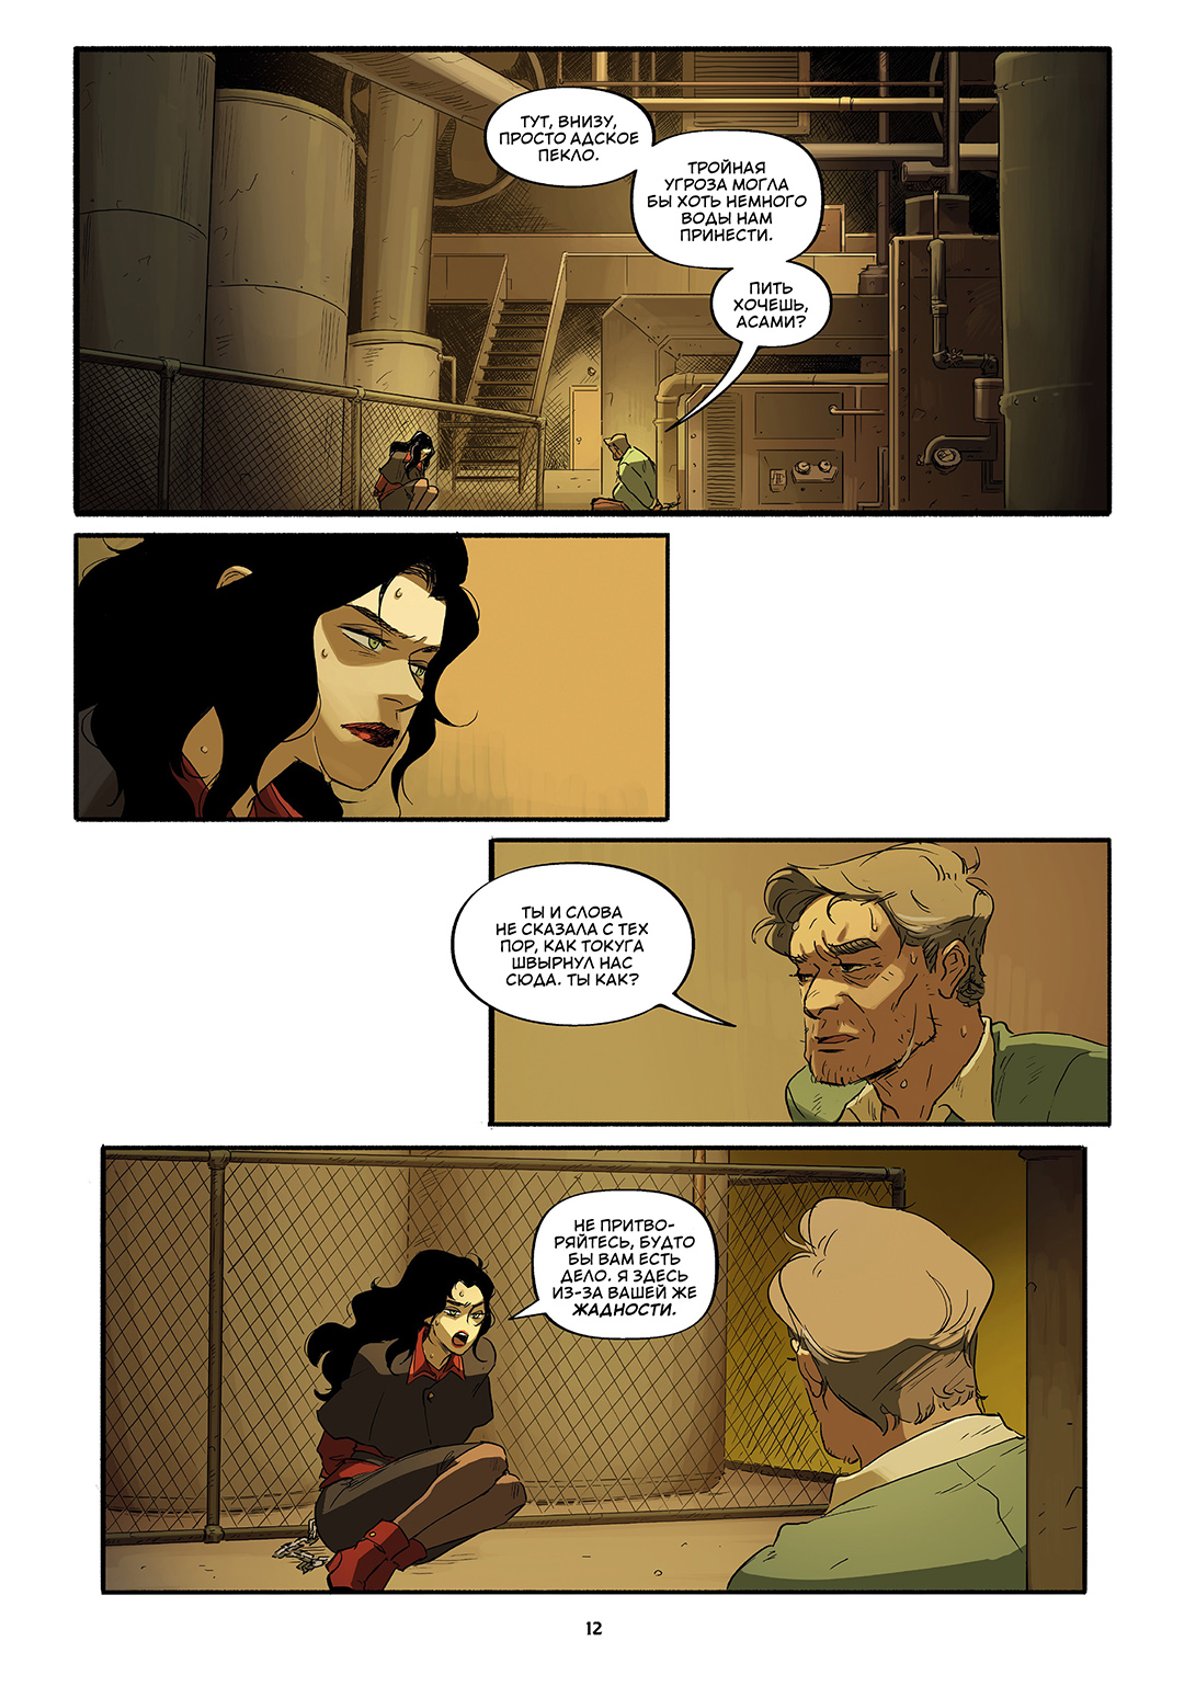 ТУТ, ВНИЗУ,
ПРОСТО АДСКОЕ
ПЕКЛО.
ТРОЙНАЯ
УГРОЗА МОГЛА
БЫ ХОТЬ НЕМНОГО
ВОДЫ НАМ
ПРИНЕСТИ.
ПИТЬ
ХОЧЕШЬ,
АСАМИ?
ТЫ И СЛОВА
НЕ СКАЗАЛА С ТЕХ
ПОР, КАК ТОКУГА
ШВЫРНУЛ НАС
СЮДА. ТЫ КАК?
НЕ ПРИТВО-
РЯЙТЕСЬ, БУДТО
БЫ ВАМ ЕСТЬ
ДЕЛО. Я ЗДЕСЬ
ИЗ-ЗА ВАШЕЙ ЖЕ
ЖАДНОСТИ.
12